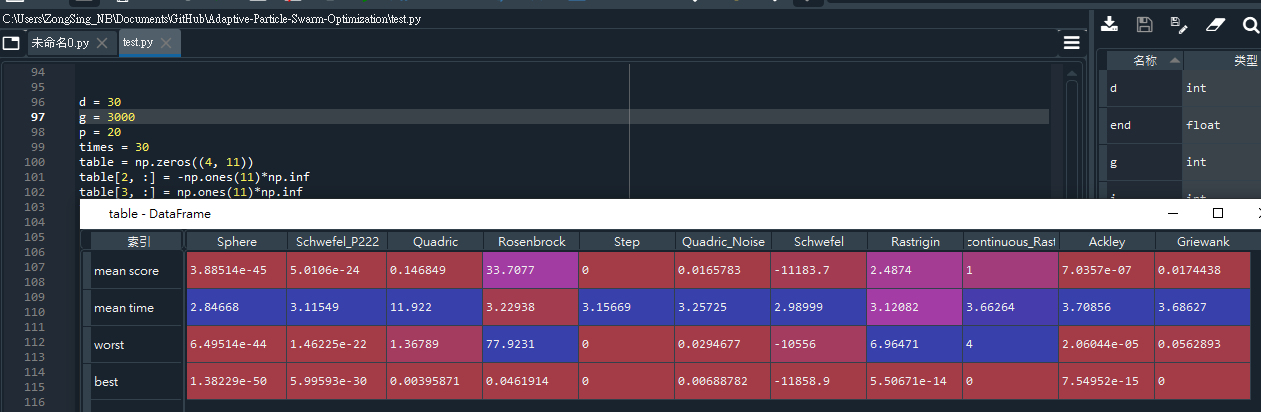 C:\Users\ZongSing_NB\Documents\GitHub\Adaptive-Particle-Swarm-Optimization\test.py
未命名0.py test.py
名称 类型
94
95
96 d = 30
97 g = 3000
98 p = 20
99 times = 30
100 table = np.zeros((4, 11))
101 table[2, :] = -np.ones(11)*np.inf
102 table[3, :] = np.ones(11)*np.inf
103
104
105
106
107
108
109
110
111
112
113
114
115
116
d int
end float
g int
int
table - DataFrame
索引 Sphere Schwefel_P222 Quadric Rosenbrock Step Quadric_Noise Schwefel Rastrigin continuous_Rast Ackley Griewank
mean score 3.88514e-45 5.0106e-24 0.146849 33.7077 0 0.0165783 -11183.7 2.4874 1 7.0357e-07 0.0174438
mean time 2.84668 3.11549 11.922 3.22938 3.15669 3.25725 2.98999 3.12082 3.66264 3.70856 3.68627
worst 6.49514e-44 1.46225e-22 1.36789 77.9231 0 0.0294677 -10556 6.96471 4 2.06044e-05 0.0562893
best 1.38229e-50 5.99593e-30 0.00395871 0.0461914 0 0.00688782 -11858.9 5.50671e-14 0 7.54952e-15 0